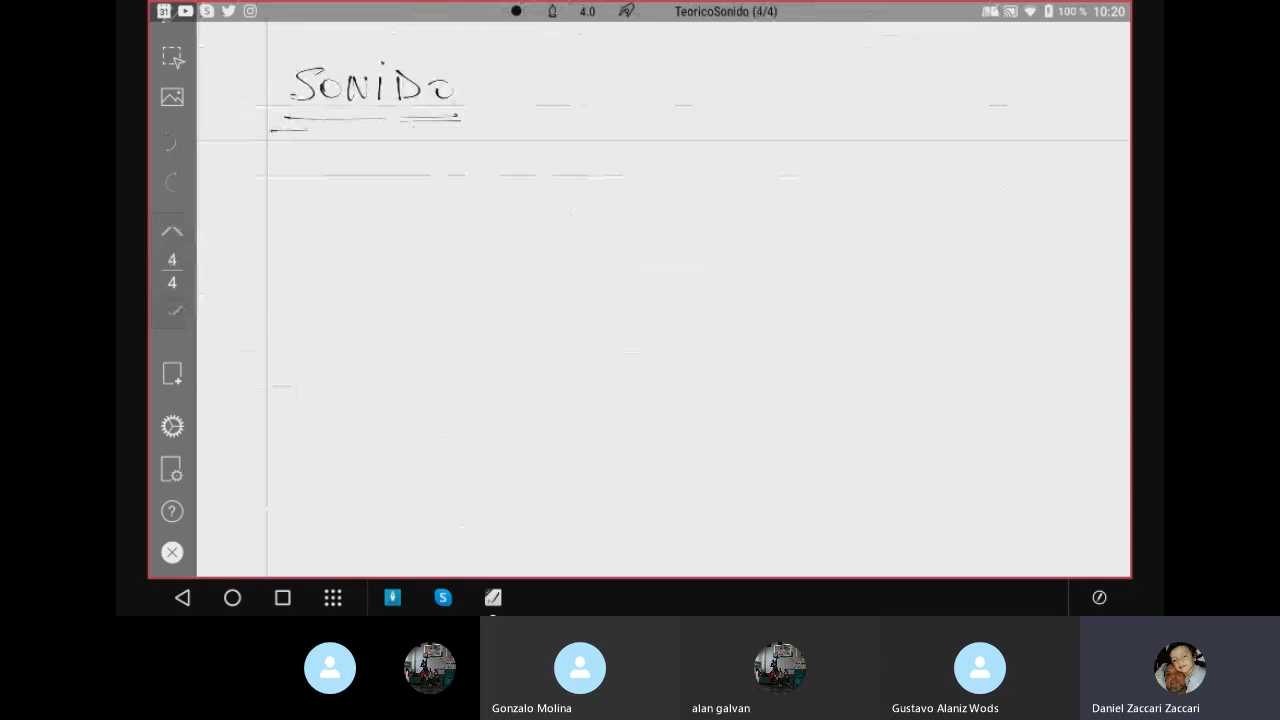 31 4.0 TeoricoSonido (4/4) 100 % 10:20
SONIDO
4
4
Gonzalo Molina alan galvan Gustavo Alaniz Wods Daniel Zaccari Zaccari